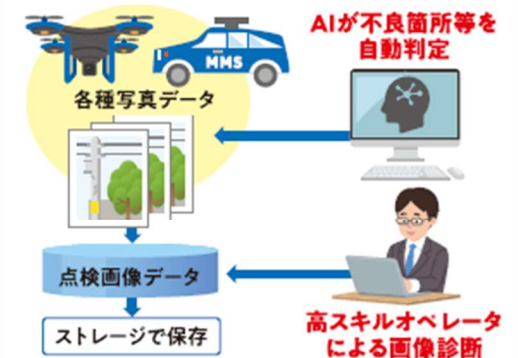 AIが不良箇所等を
自動判定
MMS
各種写真データ
点検画像データ
ストレージで保存
高スキルオペレータ
による画像診断